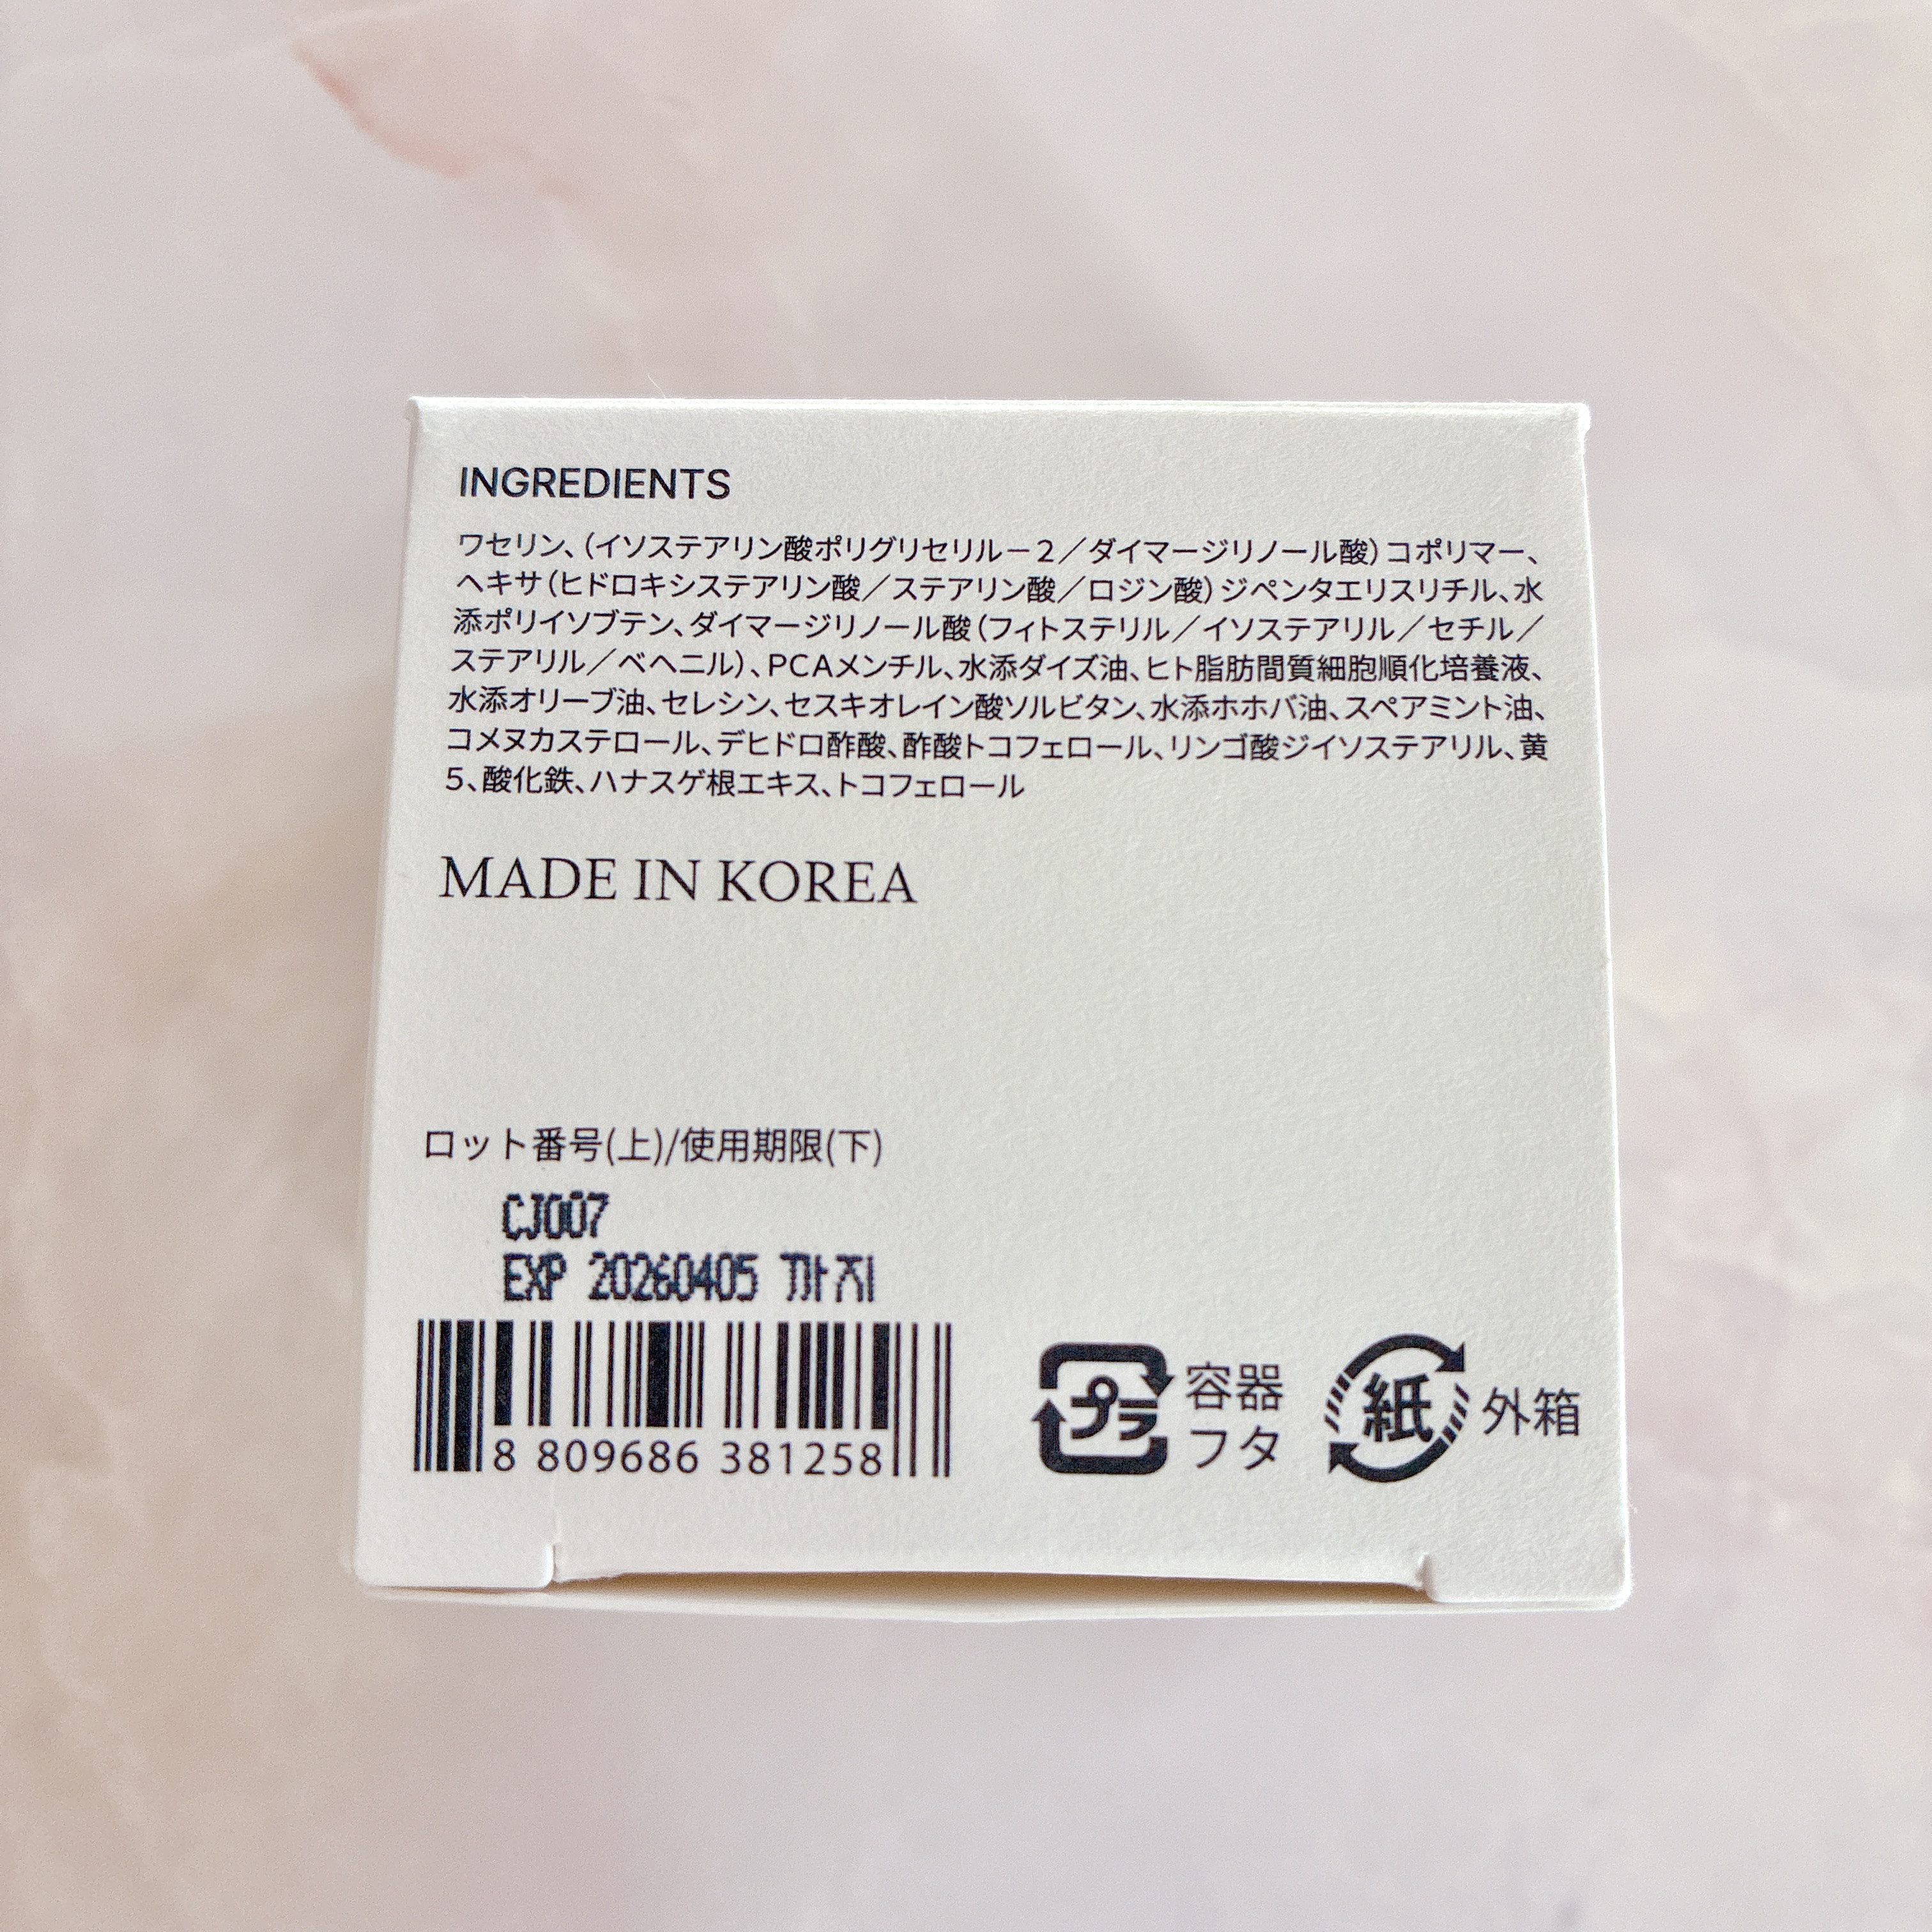 INGREDIENTS
ワセリン、（イソステアリン酸ポリグリセリル－２／ダイマージリノール酸）コポリマー、
ヘキサ（ヒドロキシステアリン酸／ステアリン酸／ロジン酸）ジペンタエリスリチル、水
添ポリイソブテン、ダイマージリノール酸（フィトステリル／イソステアリル／セチル／
ステアリル／ベヘニル）、PCAメンチル、水添ダイズ油、ヒト脂肪間質細胞順化培養液、
水添オリーブ油、セレシン、セスキオレイン酸ソルビタン、水添ホホバ油、スペアミント油、
コメヌカステロール、デヒドロ酢酸、酢酸トコフェロール、リンゴ酸ジイソステアリル、黄
5、酸化鉄、ハナスゲ根エキス、トコフェロール
MADE IN KOREA
ロット番号(上)/使用期限(下)
CJ007
EXP 20260405 까지
8 809686 381258
プラ 容器
フタ
紙 外箱